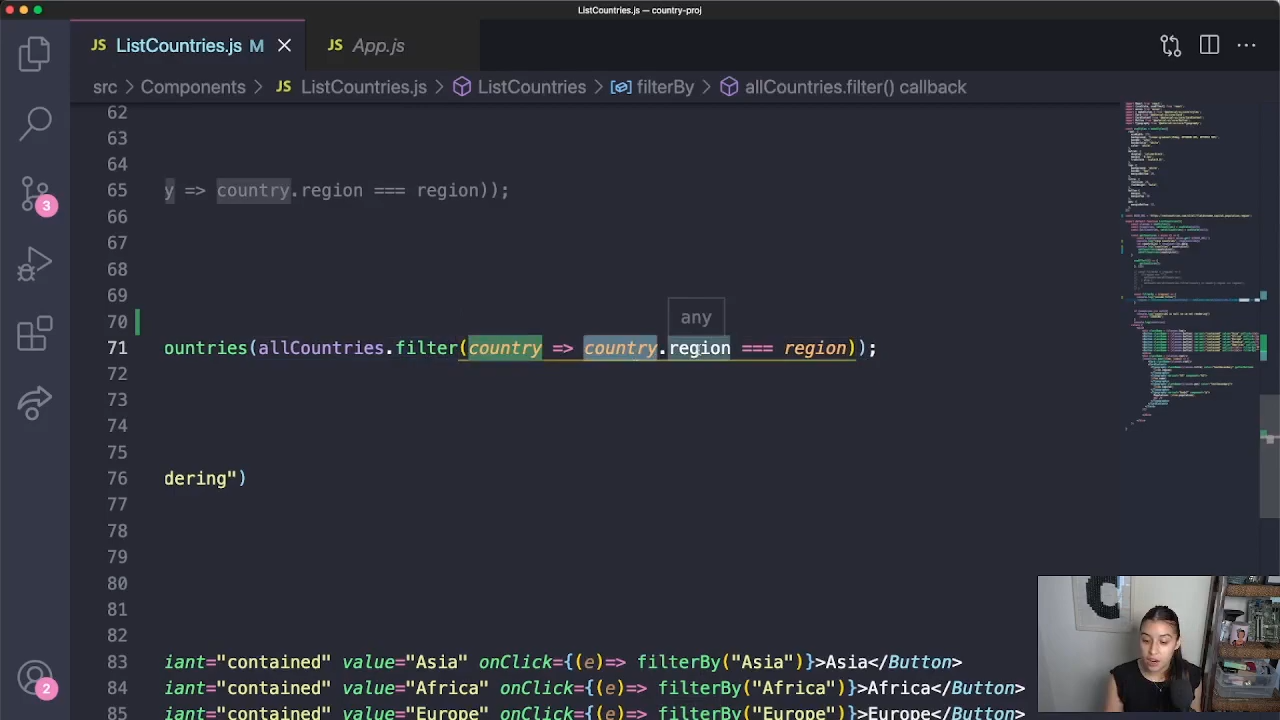 ListCountries.js — country-proj
JS ListCountries.js M
JS App.js
src > Components > JS ListCountries.js > ListCountries > filterBy > allCountries.filter() callback
62
63
64
65 y => country.region === region));
66
67
68
69
any
70
71 ountries(allCountries.filter(country => country.region === region));
72
73
74
75
76 dering")
77
78
79
80
81
82
83 iant="contained" value="Asia" onClick={(e)=> filterBy("Asia")}>Asia</Button>
84 iant="contained" value="Africa" onClick={(e)=> filterBy("Africa")}>Africa</Button>
85 iant="contained" value="Europe" onClick={(e)=> filterBy("Europe")}>Europe</Button>
3
2